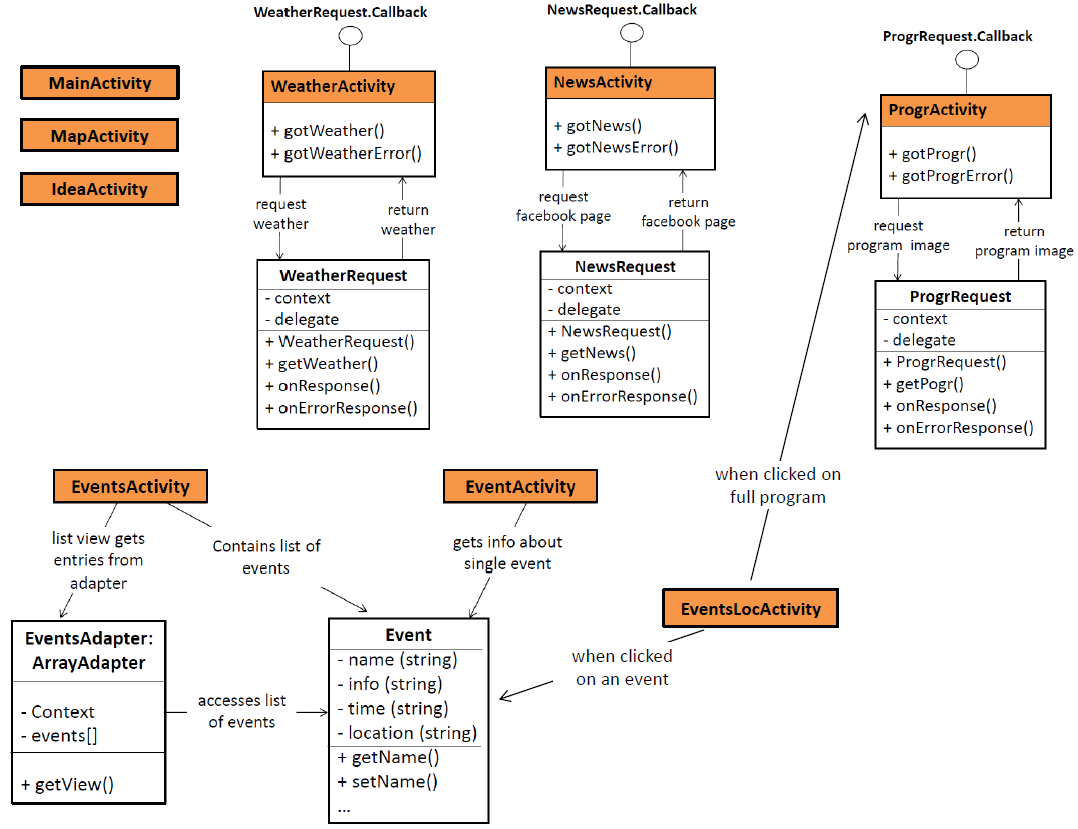 WeatherRequest.Callback
NewsRequest.Callback
ProgrRequest.Callback
MainActivity
MapActivity
IdeaActivity
WeatherActivity
+ gotWeather()
+ gotWeatherError()
request
weather
return
weather
WeatherRequest
- context
- delegate
+ WeatherRequest()
+ getWeather()
+ onResponse()
+ onErrorResponse()
NewsActivity
+ gotNews()
+ gotNewsError()
request
facebook page
return
facebook page
NewsRequest
- context
- delegate
+ NewsRequest()
+ getNews()
+ onResponse()
+ onErrorResponse()
ProgrActivity
+ gotProgr()
+ gotProgrError()
request
program image
return
program image
ProgrRequest
- context
- delegate
+ ProgrRequest()
+ getPogr()
+ onResponse()
+ onErrorResponse()
EventsActivity
list view gets
entries from
adapter
Contains list of
events
EventActivity
gets info about
single event
when clicked on
full program
EventsLocActivity
when clicked
on an event
EventsAdapter:
ArrayAdapter
- Context
- events[]
+ getView()
accesses list
of events
Event
- name (string)
- info (string)
- time (string)
- location (string)
+ getName()
+ setName()
...